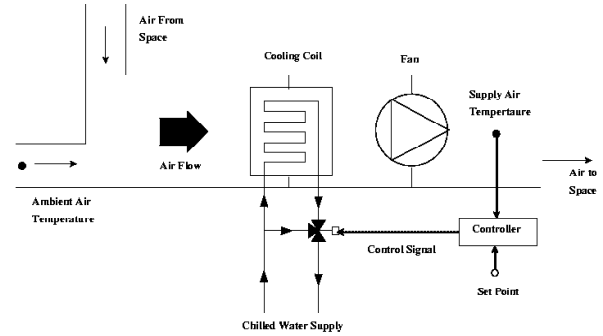 Air From
Space
Cooling Coil
Fan
Supply Air
Tempertaure
Air Flow
Air to
Space
Ambient Air
Temperature
Controller
Control Signal
Set Point
Chilled Water Supply